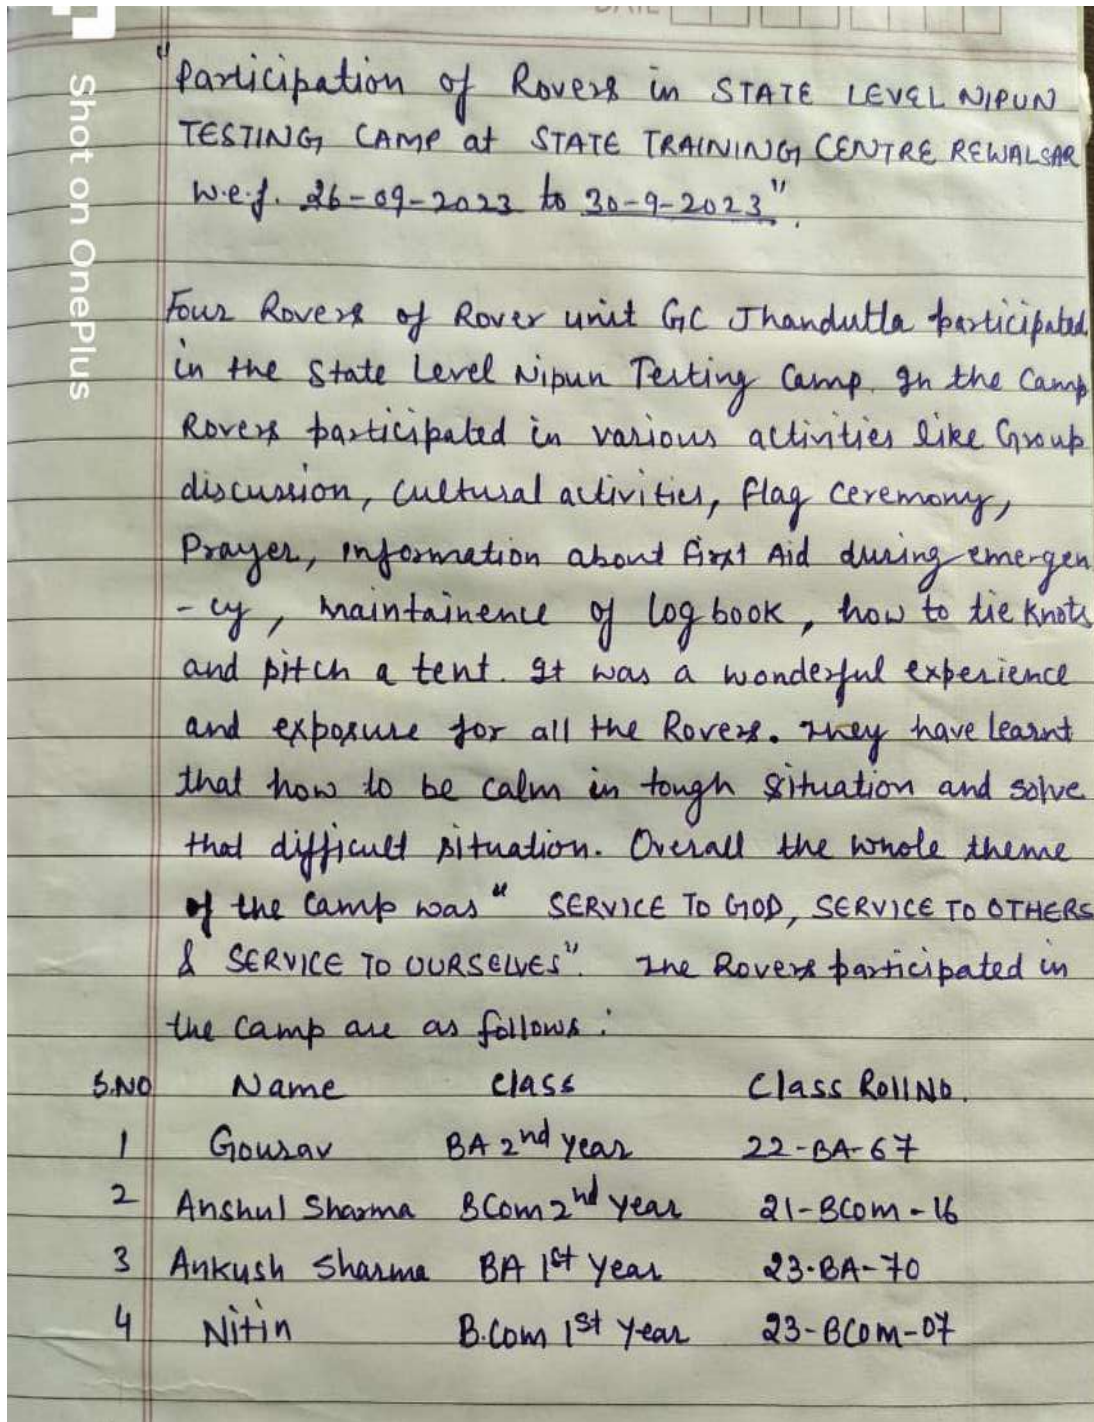 DATE
Shot on OnePlus
"Participation of Rovers in STATE LEVEL NIPUN
TESTING CAMP at STATE TRAINING CENTRE REWALSAR
w.e.f. 26-09-2023 to 30-9-2023".
Four Rovers of Rover unit GC Jhandutta participated
in the State Level Nipun Testing Camp. In the Camp
Rovers participated in various activities like Group
discussion, cultural activities, flag ceremony,
Prayer, information about First Aid during emergen
-cy, maintainence of log book, how to tie knots
and pitch a tent. It was a wonderful experience
and exposure for all the Rovers. They have learnt
that how to be calm in tough situation and solve
that difficult situation. Overall the whole theme
of the camp was "SERVICE TO GOD, SERVICE TO OTHERS
& SERVICE TO OURSELVES". The Rovers participated in
the camp are as follows:
S.NO Name Class Class Roll No.
1 Gourav BA 2nd year 22-BA-67
2 Anshul Sharma BCom 2nd year 21-BCom-16
3 Ankush Sharma BA 1st year 23-BA-70
4 Nitin B.Com 1st year 23-BCOM-07